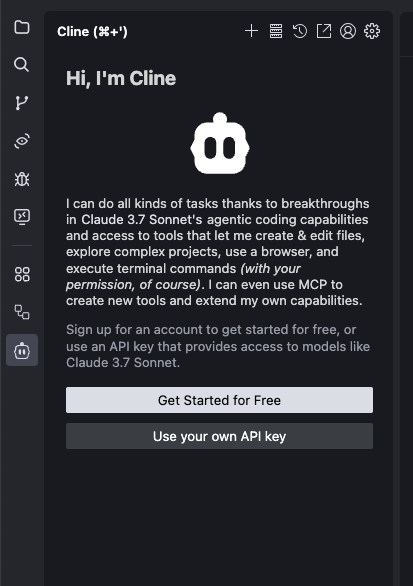 Cline (⌘+')
Hi, I'm Cline
I can do all kinds of tasks thanks to breakthroughs
in Claude 3.7 Sonnet's agentic coding capabilities
and access to tools that let me create & edit files,
explore complex projects, use a browser, and
execute terminal commands (with your
permission, of course). I can even use MCP to
create new tools and extend my own capabilities.
Sign up for an account to get started for free, or
use an API key that provides access to models like
Claude 3.7 Sonnet.
Get Started for Free
Use your own API key